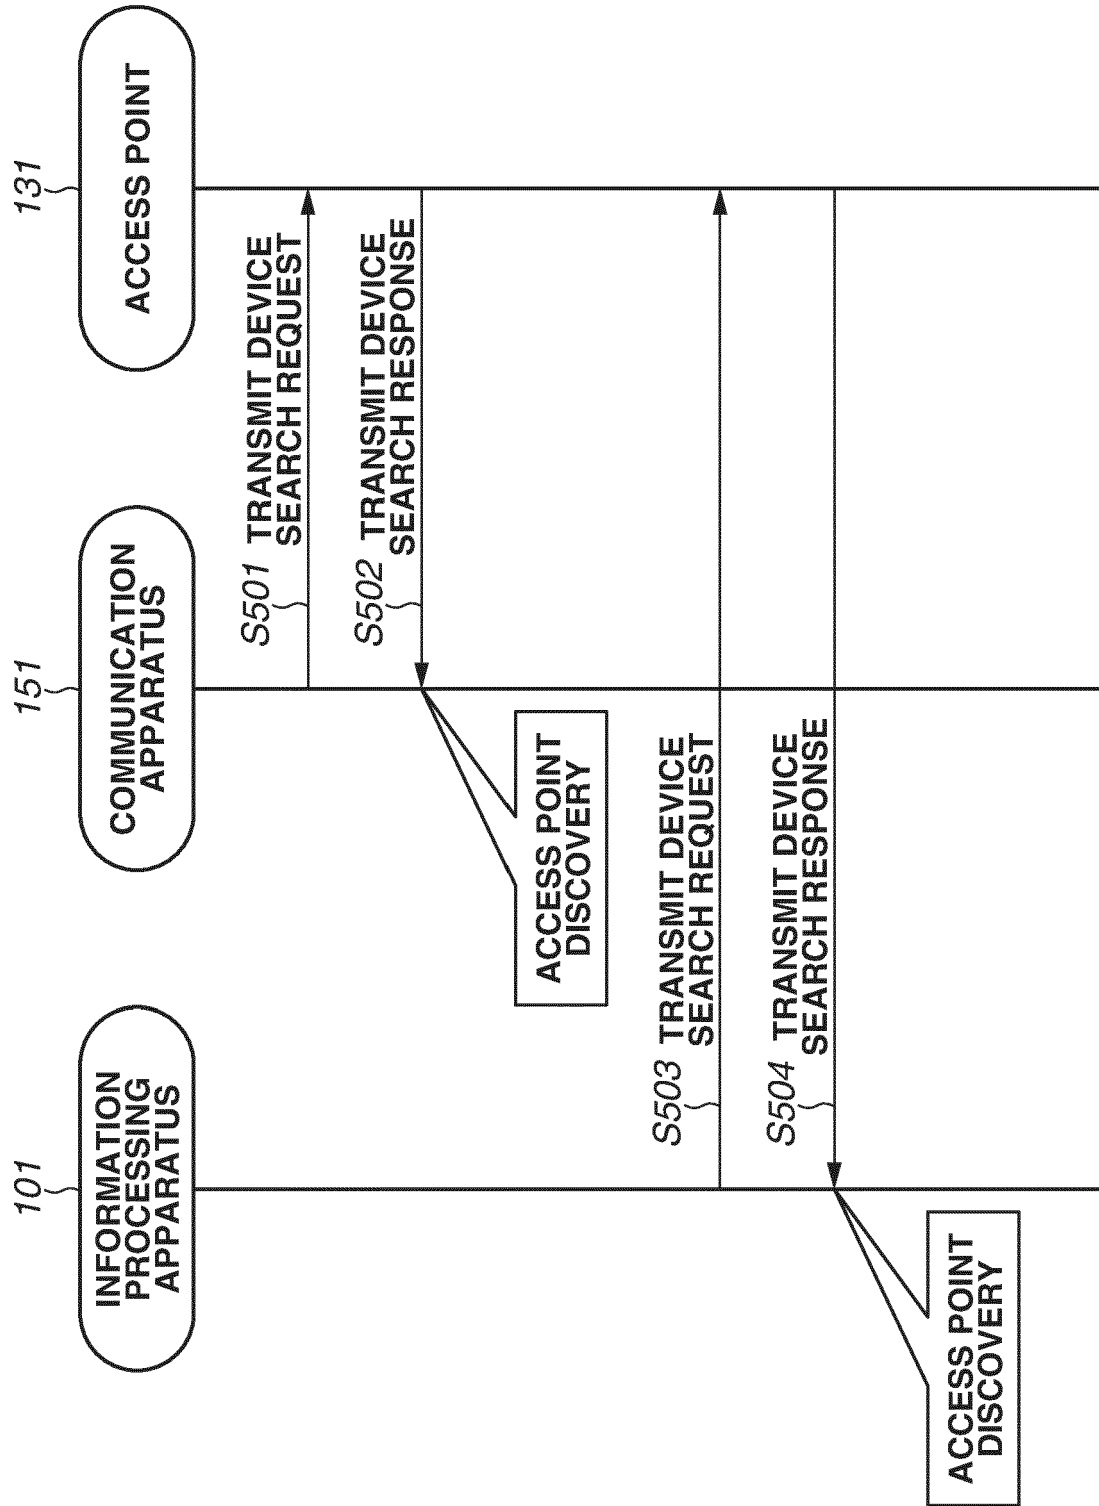 101
INFORMATION
PROCESSING
APPARATUS
151
COMMUNICATION
APPARATUS
131
ACCESS POINT
S501
TRANSMIT DEVICE
SEARCH REQUEST
S502
TRANSMIT DEVICE
SEARCH RESPONSE
ACCESS POINT
DISCOVERY
S503
TRANSMIT DEVICE
SEARCH REQUEST
S504
TRANSMIT DEVICE
SEARCH RESPONSE
ACCESS POINT
DISCOVERY